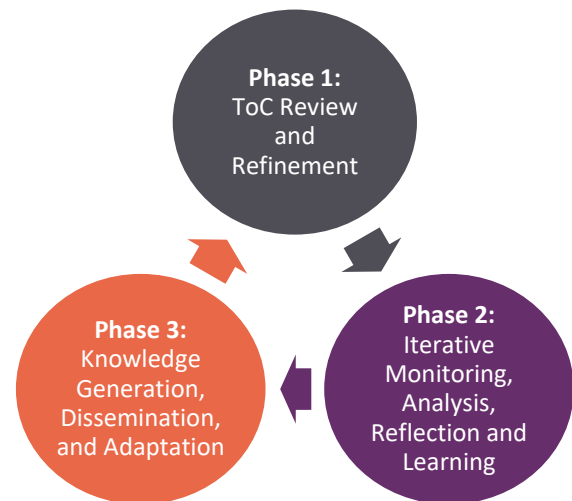 Phase 1:
ToC Review
and
Refinement
Phase 2:
Iterative
Monitoring,
Analysis,
Reflection and
Learning
Phase 3:
Knowledge
Generation,
Dissemination,
and Adaptation